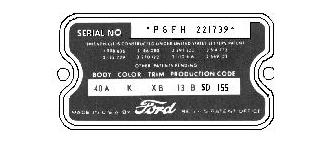 SERIAL NO *P6FH 221739*
THIS VEHICLE IS CONSTRUCTED UNDER UNITED STATES LETTERS PATENT
OTHER PATENTS PENDING
BODY COLOR TRIM PRODUCTION CODE
40A K XB 13 B SD 155
MADE IN U.S.A. BY Ford REG. U.S. PATENT OFFICE